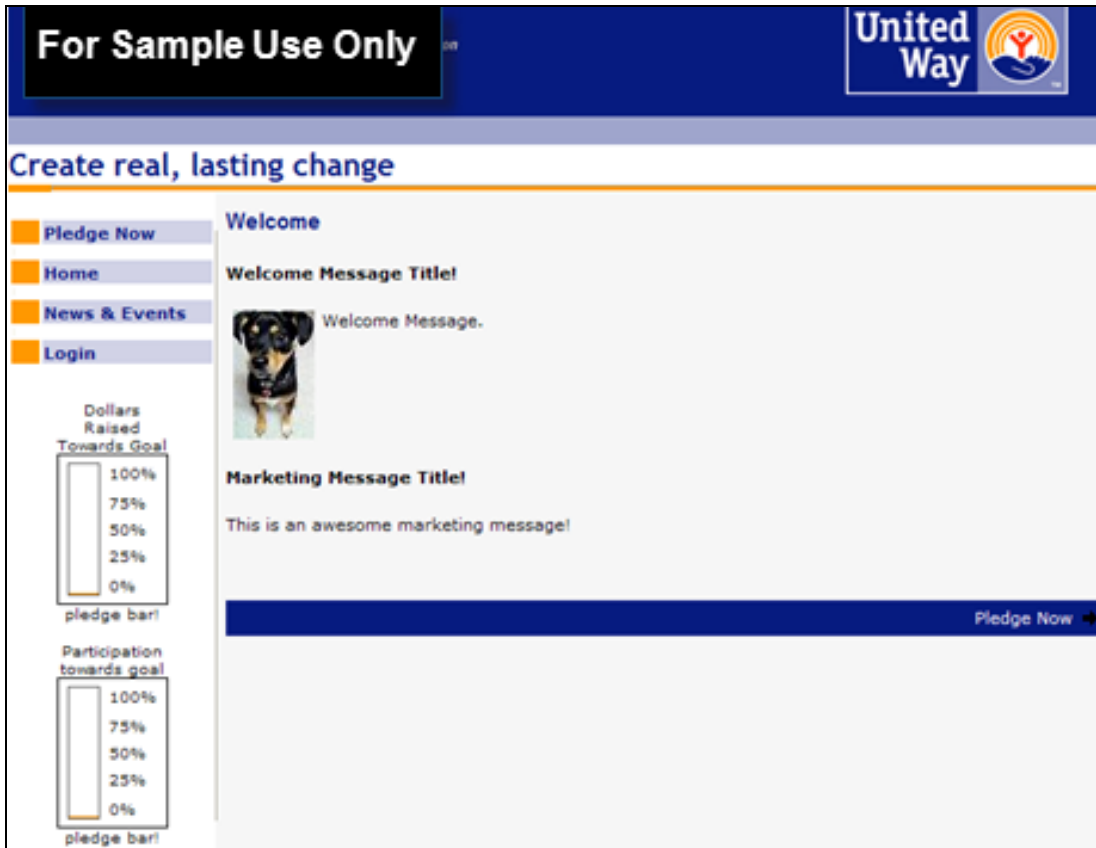 For Sample Use Only
United
Way
TM
Create real, lasting change
Pledge Now
Home
News & Events
Login
Dollars
Raised
Towards Goal
100%
75%
50%
25%
0%
pledge bar!
Participation
towards goal
100%
75%
50%
25%
0%
pledge bar!
Welcome
Welcome Message Title!
Welcome Message.
Marketing Message Title!
This is an awesome marketing message!
Pledge Now